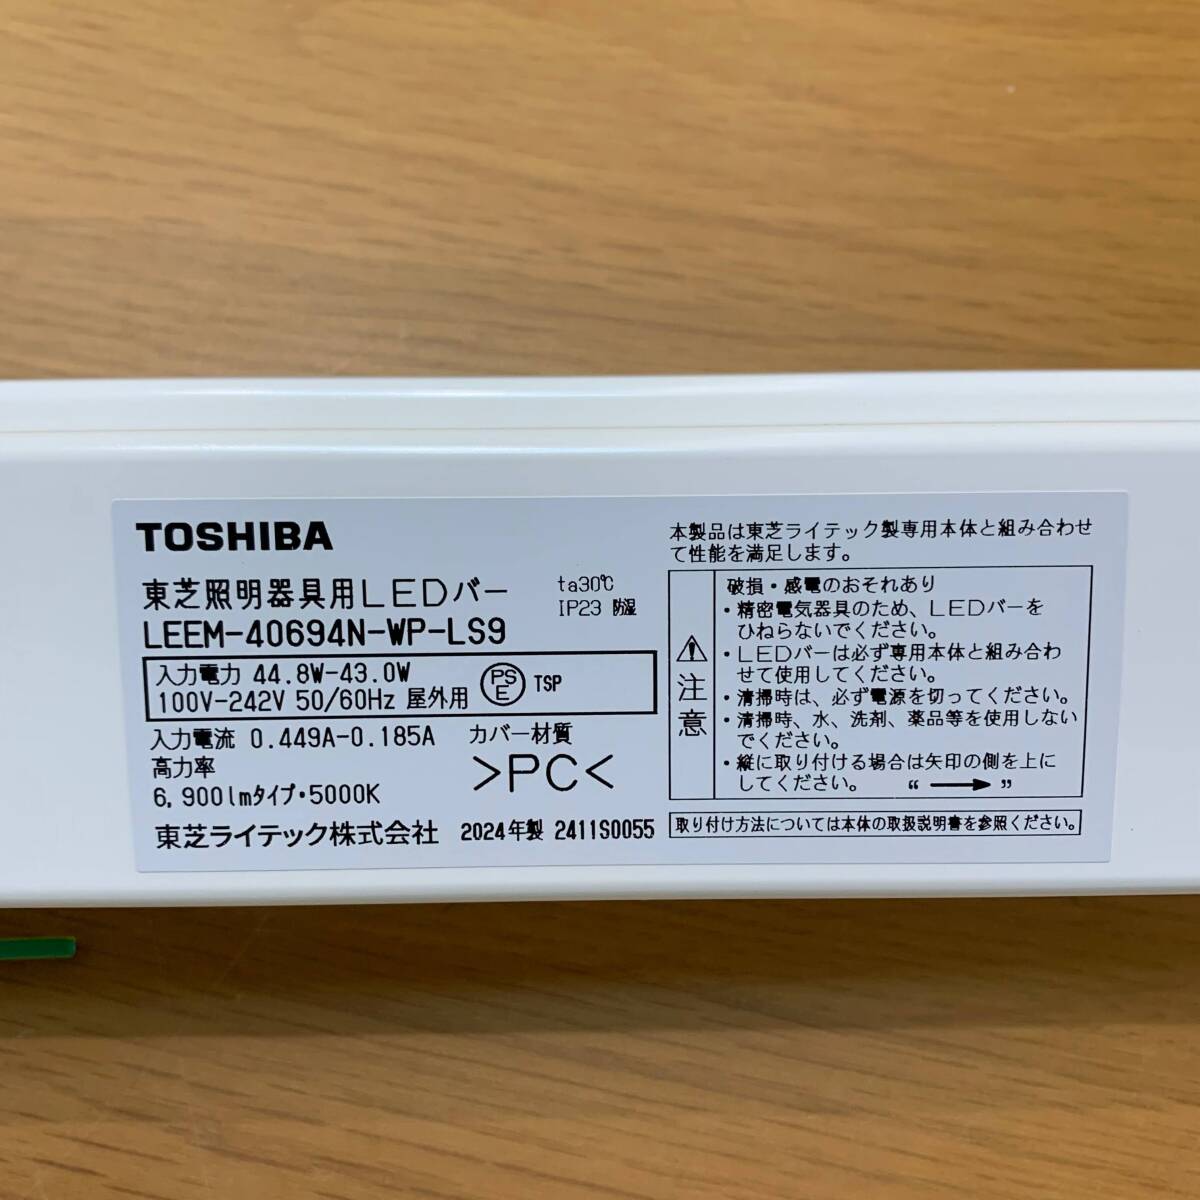 TOSHIBA
東芝照明器具用LEDバー
ta30℃
IP23 防湿
LEEM-40694N-WP-LS9
入力電力 44.8W-43.0W
100V-242V 50/60Hz 屋外用
PS
E
TSP
入力電流 0.449A-0.185A
高力率
6,900lmタイプ・5000K
カバー材質
>PC<
東芝ライテック株式会社 2024年製 2411S0055
本製品は東芝ライテック製専用本体と組み合わせ
て性能を満足します。
注意
破損・感電のおそれあり
・精密電気器具のため、LEDバーを
ひねらないでください。
・LEDバーは必ず専用本体と組み合わ
せて使用してください。
・清掃時は、必ず電源を切ってください。
・清掃時、水、洗剤、薬品等を使用しない
でください。
・縦に取り付ける場合は矢印の側を上に
してください。 “ → ”
取り付け方法については本体の取扱説明書を参照ください。